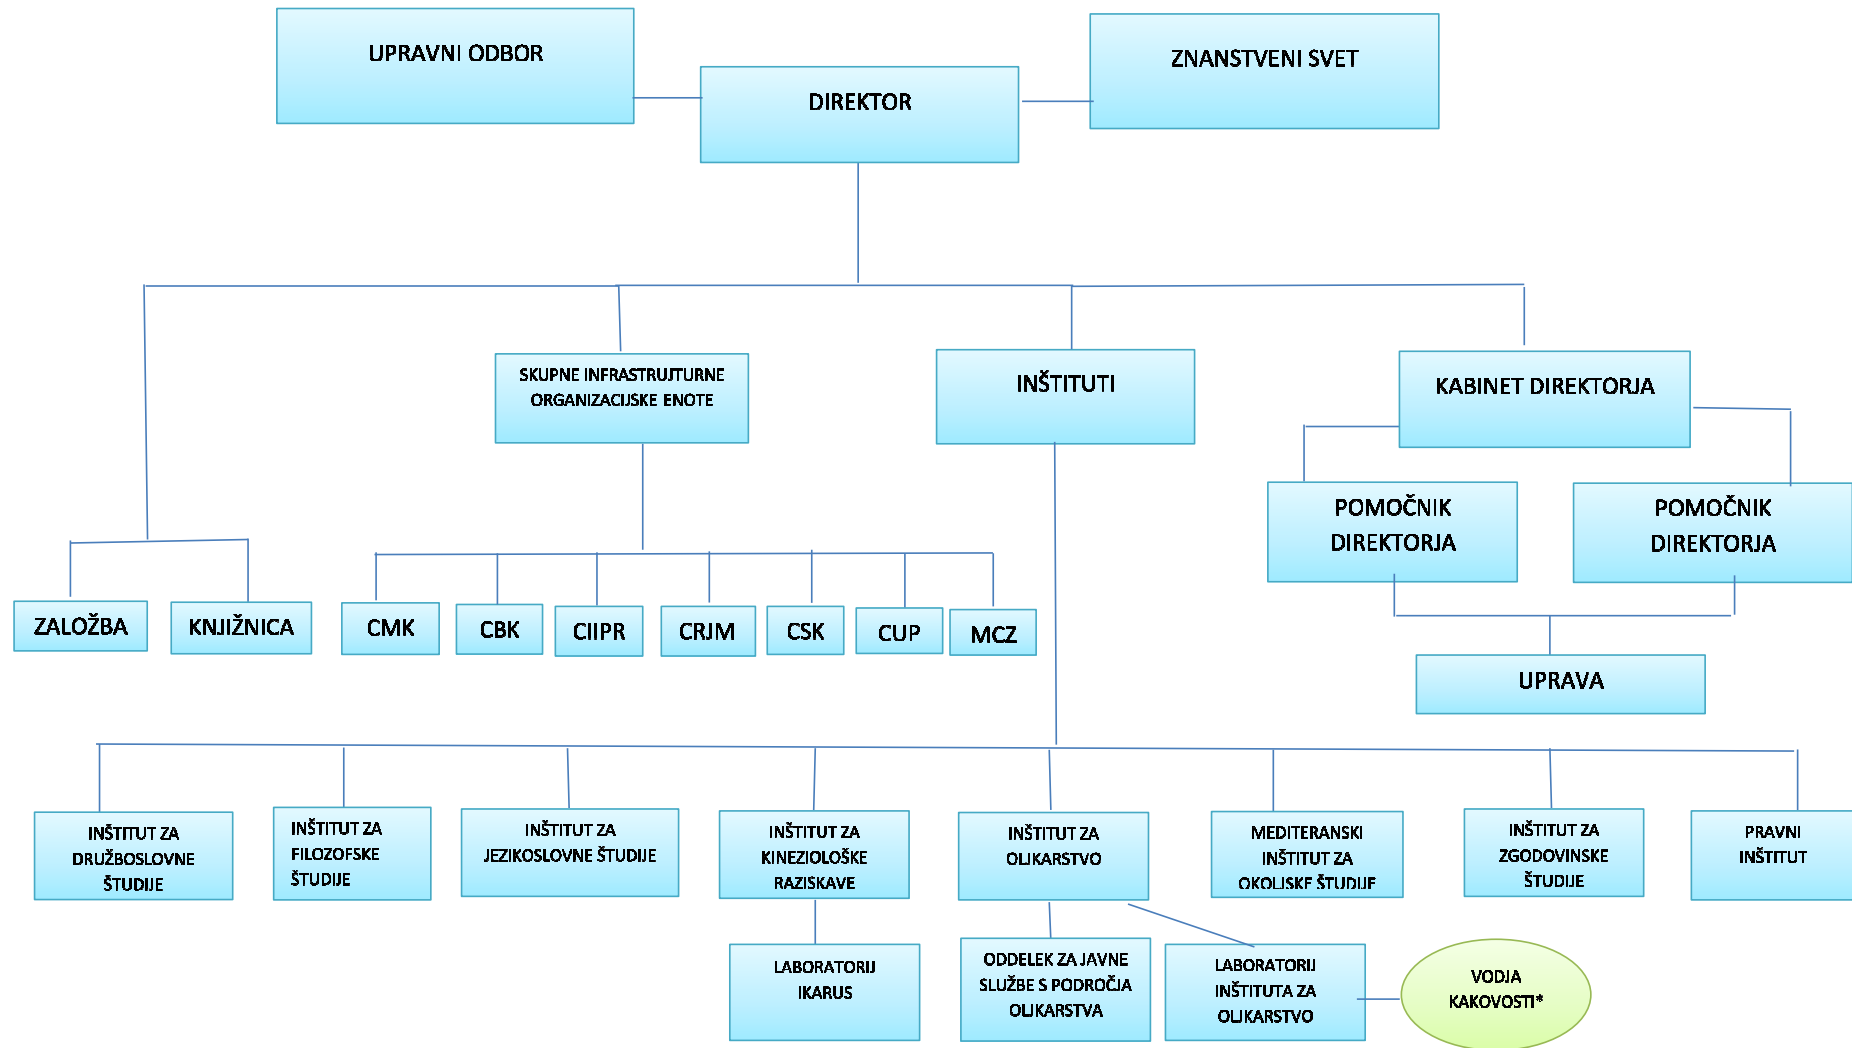 UPRAVNI ODBOR
ZNANSTVENI SVET
DIREKTOR
SKUPNE INFRASTRUJTURNE
ORGANIZACIJSKE ENOTE
INŠTITUTI
KABINET DIREKTORJA
POMOČNIK
DIREKTORJA
POMOČNIK
DIREKTORJA
ZALOŽBA
KNJIŽNICA
CMK
CBK
CIIPR
CRJM
CSK
CUP
MCZ
UPRAVA
INŠTITUT ZA
DRUŽBOSLOVNE
ŠTUDIJE
INŠTITUT ZA
FILOZOFSKE
ŠTUDIJE
INŠTITUT ZA
JEZIKOSLOVNE ŠTUDIJE
INŠTITUT ZA
KINEZIOLOŠKE
RAZISKAVE
INŠTITUT ZA
OLJKARSTVO
MEDITERANSKI
INŠTITUT ZA
OKOLJSKE ŠTUDIJE
INŠTITUT ZA
ZGODOVINSKE
ŠTUDIJE
PRAVNI
INŠTITUT
LABORATORIJ
IKARUS
ODDELEK ZA JAVNE
SLUŽBE S PODROČJA
OLJKARSTVA
LABORATORIJ
INŠTITUTA ZA
OLJKARSTVO
VODJA
KAKOVOSTI*